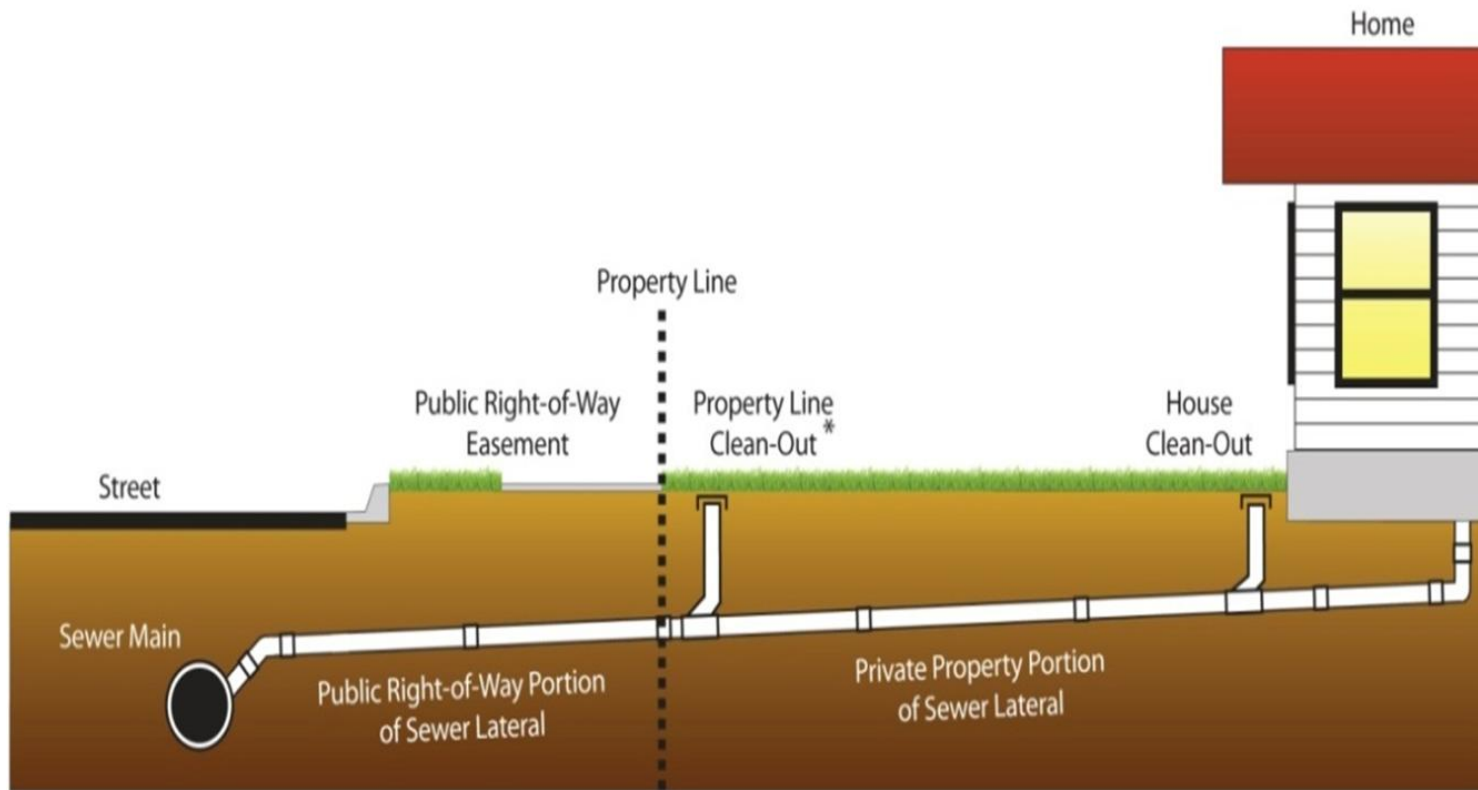 Home
Property Line
Public Right-of-Way
Easement
Property Line
Clean-Out *
House
Clean-Out
Street
Sewer Main
Public Right-of-Way Portion
of Sewer Lateral
Private Property Portion
of Sewer Lateral